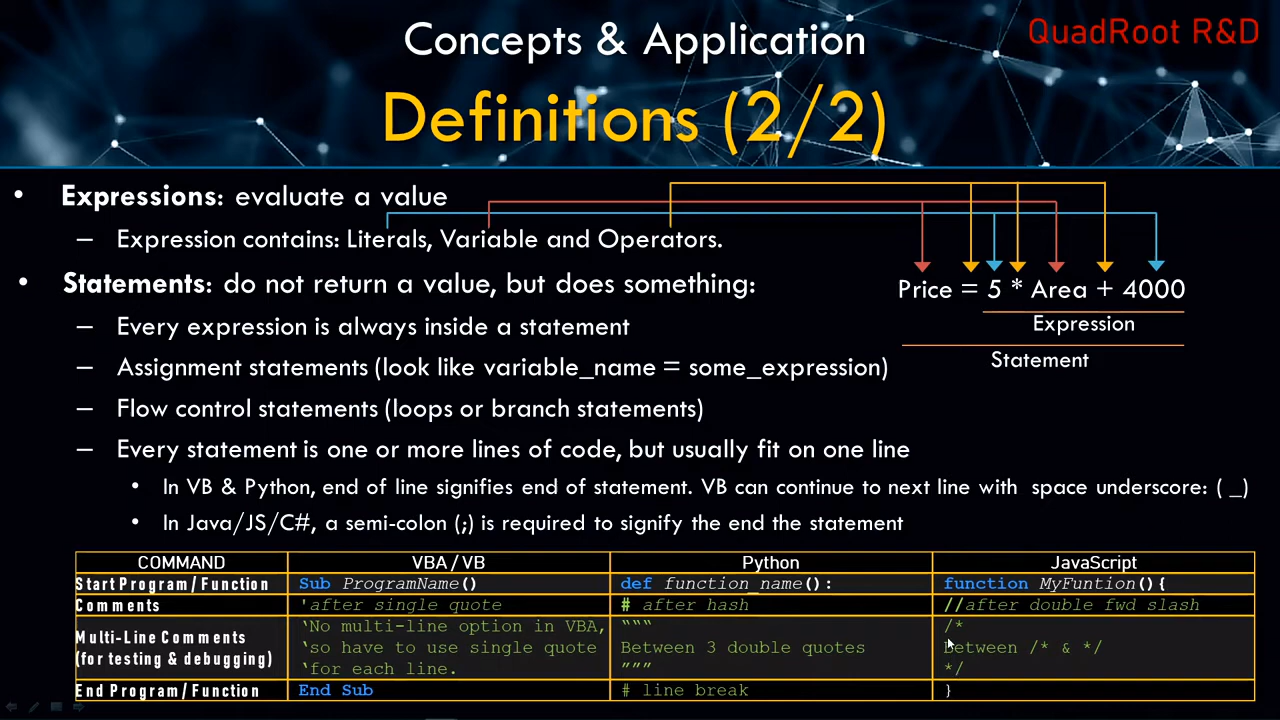 Concepts & Application
QuadRoot R&D
Definitions (2/2)
• Expressions: evaluate a value
– Expression contains: Literals, Variable and Operators.
• Statements: do not return a value, but does something:
Price = 5 * Area + 4000
Expression
Statement
– Every expression is always inside a statement
– Assignment statements (look like variable_name = some_expression)
– Flow control statements (loops or branch statements)
– Every statement is one or more lines of code, but usually fit on one line
• In VB & Python, end of line signifies end of statement. VB can continue to next line with space underscore: ( _)
• In Java/JS/C#, a semi-colon (;) is required to signify the end the statement
COMMAND VBA / VB Python JavaScript
Start Program / Function Sub ProgramName() def function_name(): function MyFuntion(){
Comments 'after single quote # after hash //after double fwd slash
Multi-Line Comments
(for testing & debugging)
‘No multi-line option in VBA,
‘so have to use single quote
‘for each line.
“““
Between 3 double quotes
”””
/*
Between /* & */
*/
End Program / Function End Sub # line break }